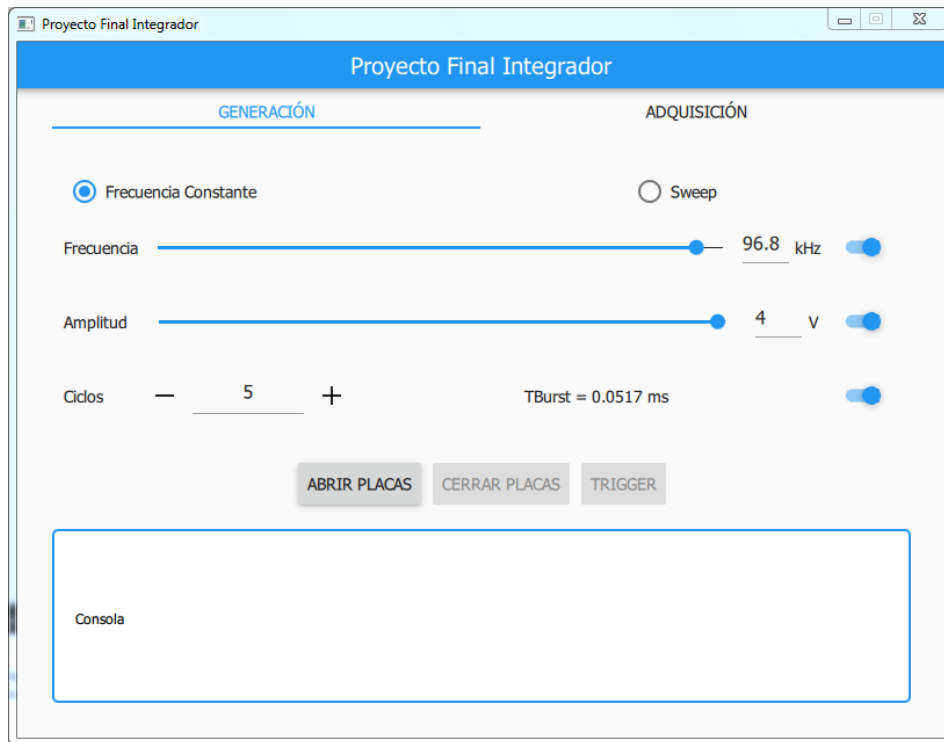 Proyecto Final Integrador
Proyecto Final Integrador
GENERACIÓN ADQUISICIÓN
Frecuencia Constante Sweep
Frecuencia 96.8 kHz
Amplitud 4 V
Ciclos − 5 + TBurst = 0.0517 ms
ABRIR PLACAS CERRAR PLACAS TRIGGER
Consola